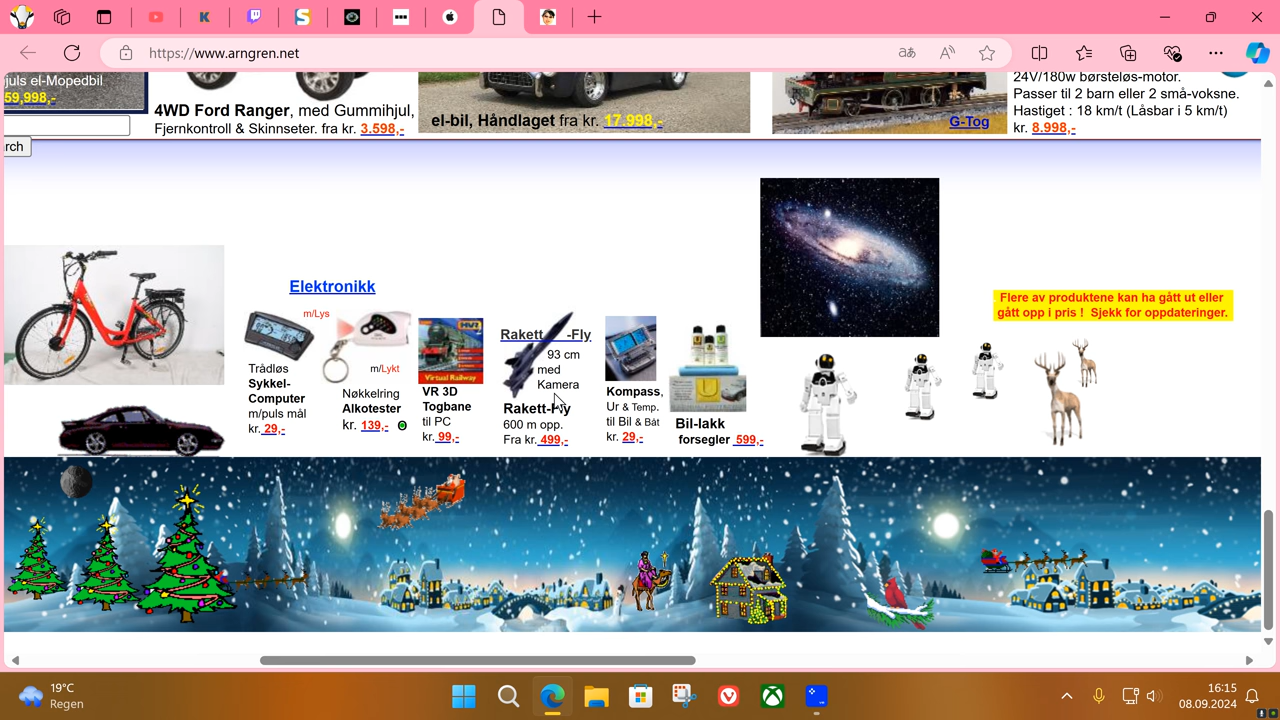 https://www.arngren.net
aあ
A
juls el-Mopedbil
59,998,-
rch
4WD Ford Ranger, med Gummihjul,
Fjernkontroll & Skinnseter. fra kr. 3.598,-
el-bil, Håndlaget fra kr. 17.998,-
G-Tog
24V/180w børsteløs-motor.
Passer til 2 barn eller 2 små-voksne.
Hastiget : 18 km/t (Låsbar i 5 km/t)
kr. 8.998,-
Elektronikk
m/Lys
Trådløs
Sykkel-
Computer
m/puls mål
kr. 29,-
m/Lykt
Nøkkelring
Alkotester
kr. 139,-
Virtual Railway
VR 3D
Togbane
til PC
kr. 99,-
Rakett -Fly
93 cm
med
Kamera
Rakett-Fly
600 m opp.
Fra kr. 499,-
Kompass,
Ur & Temp.
til Bil & Båt
kr. 29,-
Bil-lakk
forsegler 599,-
Flere av produktene kan ha gått ut eller
gått opp i pris ! Sjekk for oppdateringer.
19°C
Regen
16:15
08.09.2024